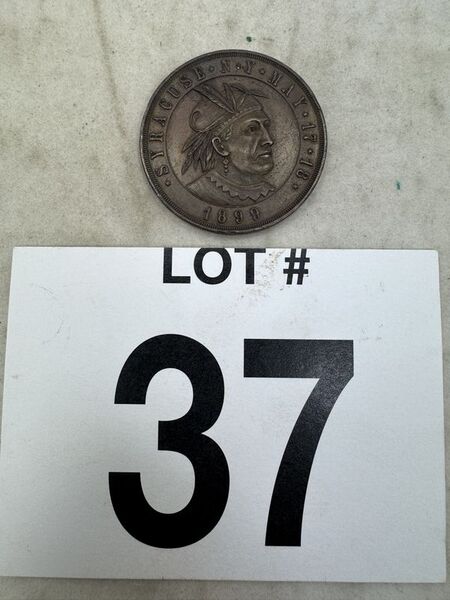 · SYRACUSE · N · Y · MAY · 17 · 18 ·
1899
LOT #
37